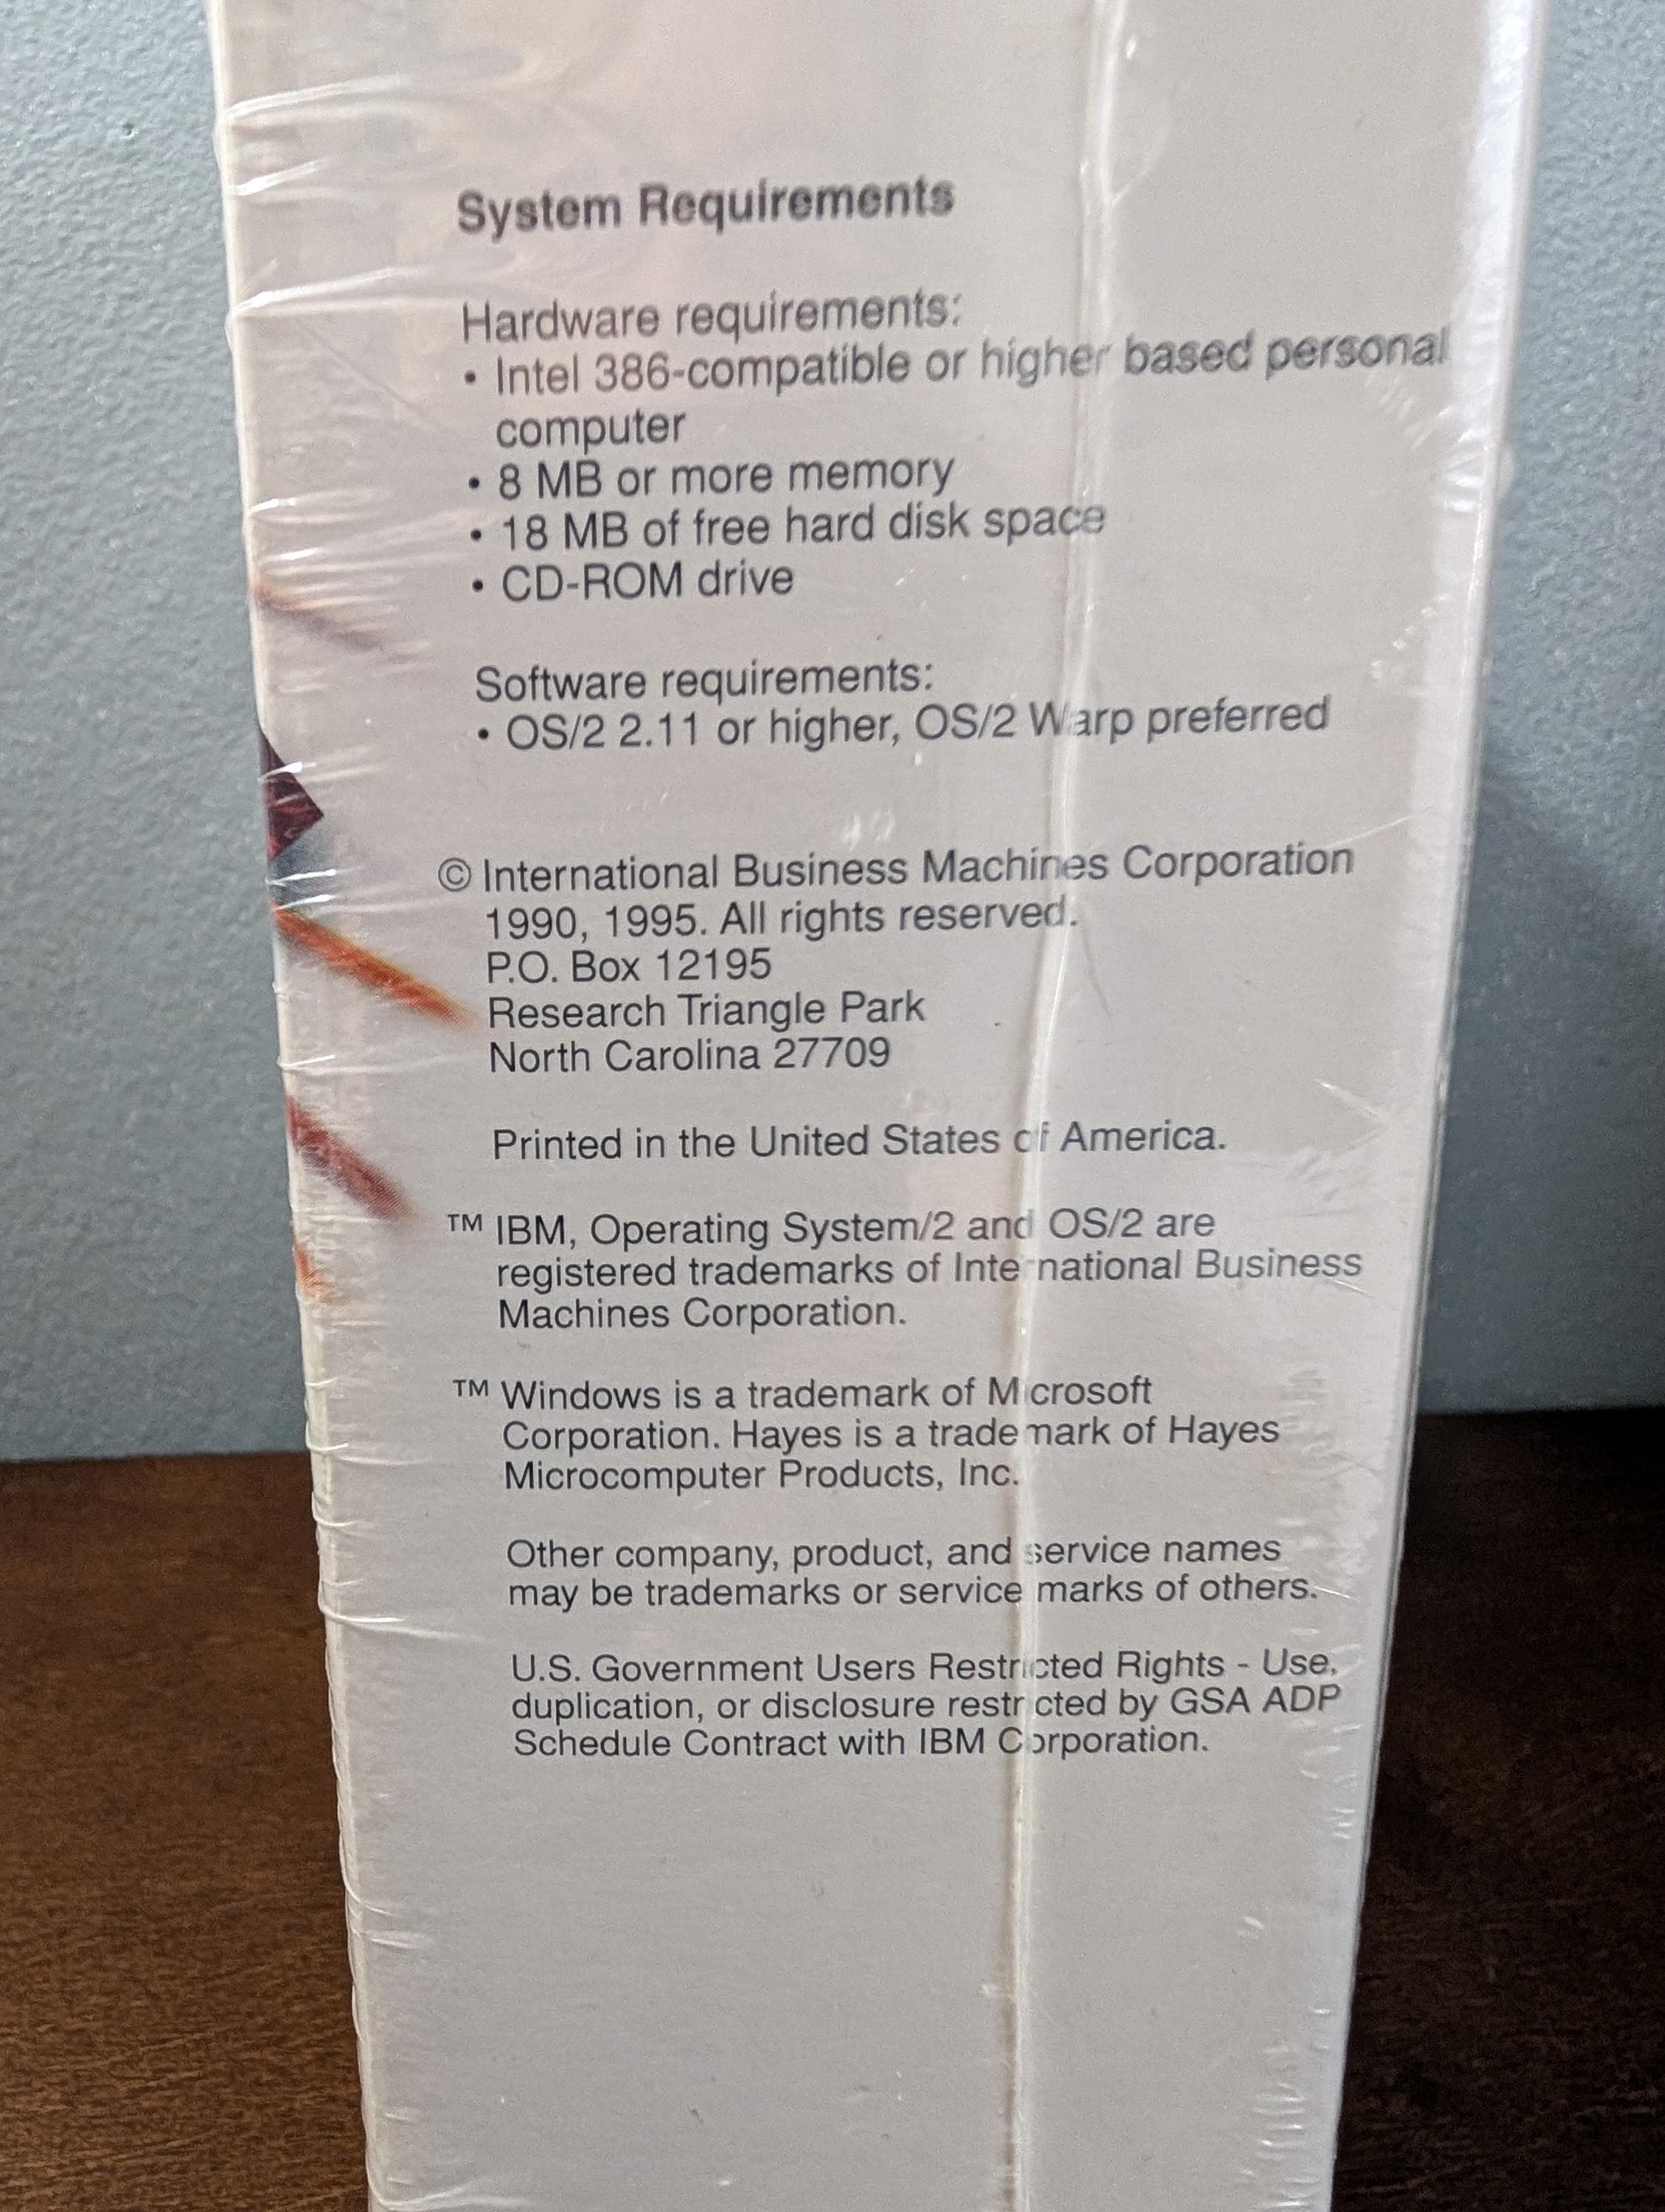 System Requirements
Hardware requirements:
• Intel 386-compatible or higher based personal
computer
• 8 MB or more memory
• 18 MB of free hard disk space
• CD-ROM drive
Software requirements:
• OS/2 2.11 or higher, OS/2 Warp preferred
© International Business Machines Corporation
1990, 1995. All rights reserved.
P.O. Box 12195
Research Triangle Park
North Carolina 27709
Printed in the United States of America.
™ IBM, Operating System/2 and OS/2 are
registered trademarks of International Business
Machines Corporation.
™ Windows is a trademark of Microsoft
Corporation. Hayes is a trademark of Hayes
Microcomputer Products, Inc.
Other company, product, and service names
may be trademarks or service marks of others.
U.S. Government Users Restricted Rights - Use,
duplication, or disclosure restricted by GSA ADP
Schedule Contract with IBM Corporation.